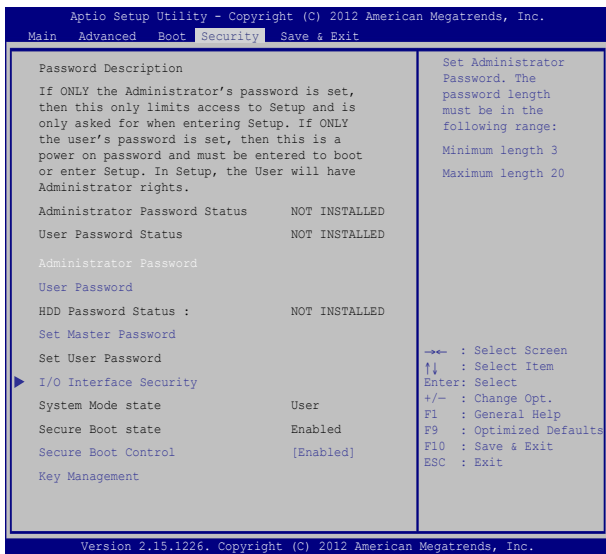 Aptio Setup Utility - Copyright (C) 2012 American Megatrends, Inc.
Main Advanced Boot Security Save & Exit
Password Description
If ONLY the Administrator's password is set,
then this only limits access to Setup and is
only asked for when entering Setup. If ONLY
the user's password is set, then this is a
power on password and must be entered to boot
or enter Setup. In Setup, the User will have
Administrator rights.
Administrator Password Status NOT INSTALLED
User Password Status NOT INSTALLED
Administrator Password
User Password
HDD Password Status : NOT INSTALLED
Set Master Password
Set User Password
I/O Interface Security
System Mode state User
Secure Boot state Enabled
Secure Boot Control [Enabled]
Key Management
Set Administrator
Password. The
password length
must be in the
following range:
Minimum length 3
Maximum length 20
→← : Select Screen
↑↓ : Select Item
Enter: Select
+/— : Change Opt.
F1 : General Help
F9 : Optimized Defaults
F10 : Save & Exit
ESC : Exit
Version 2.15.1226. Copyright (C) 2012 American Megatrends, Inc.